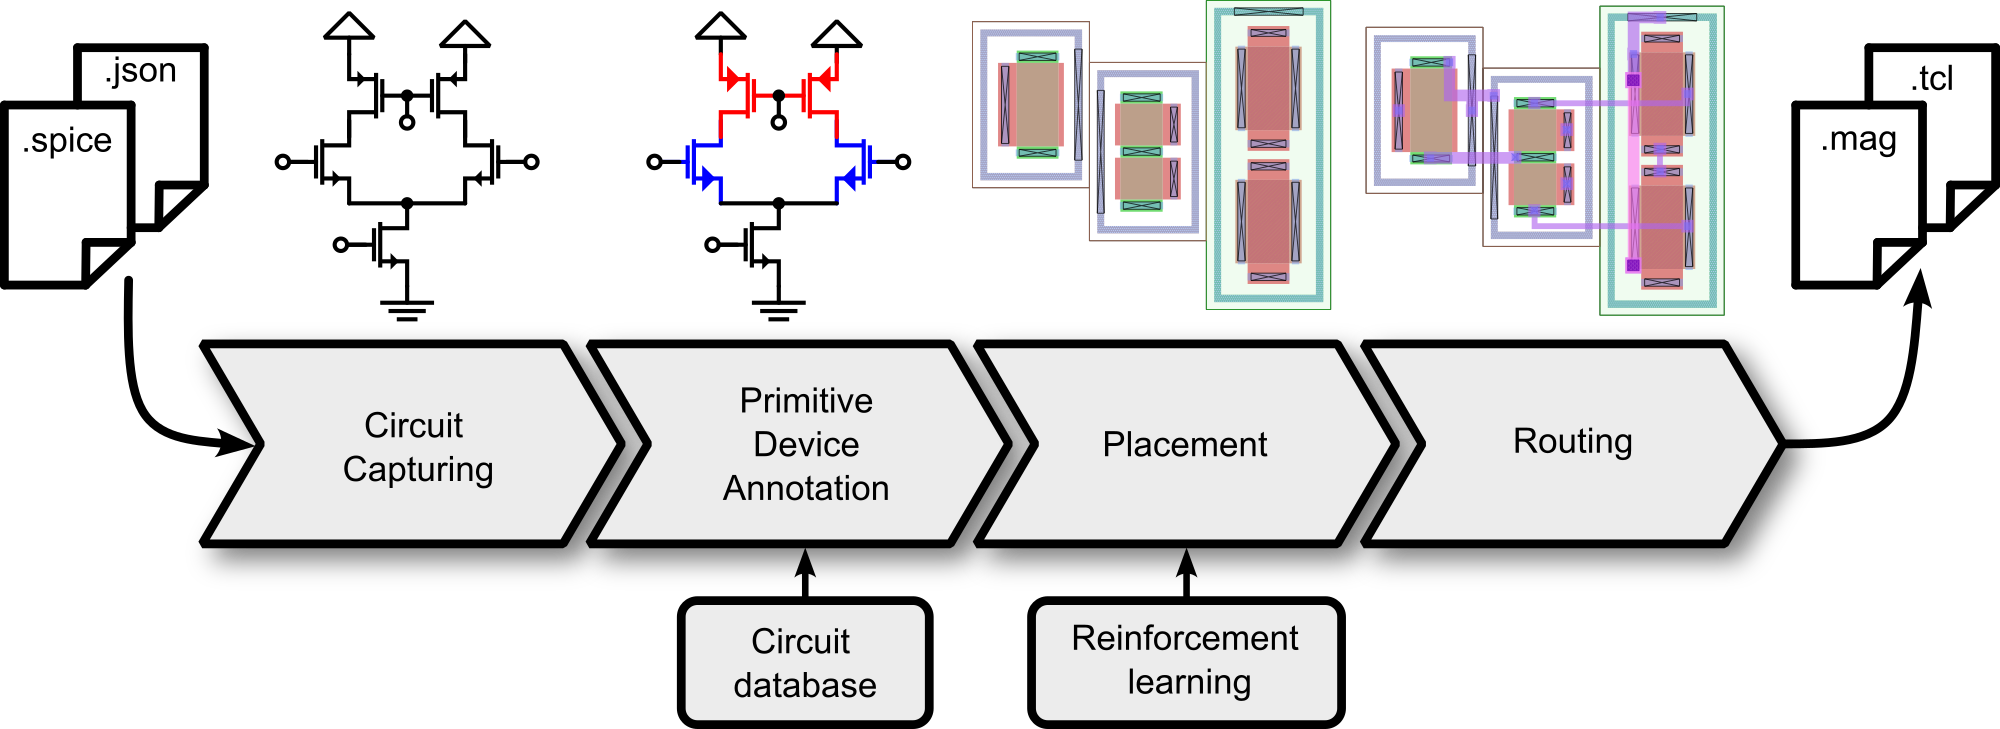 .json
.spice
.tcl
.mag
Circuit
Capturing
Primitive
Device
Annotation
Placement
Routing
Circuit
database
Reinforcement
learning